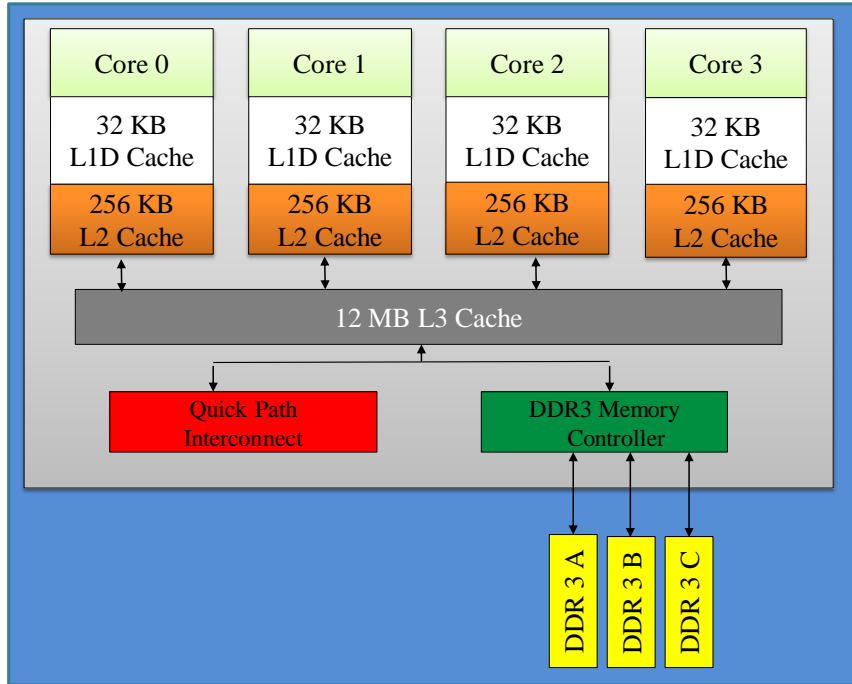 Core 0
32 KB
L1D Cache
256 KB
L2 Cache
Core 1
32 KB
L1D Cache
256 KB
L2 Cache
Core 2
32 KB
L1D Cache
256 KB
L2 Cache
Core 3
32 KB
L1D Cache
256 KB
L2 Cache
12 MB L3 Cache
Quick Path
Interconnect
DDR3 Memory
Controller
DDR 3 A
DDR 3 B
DDR 3 C